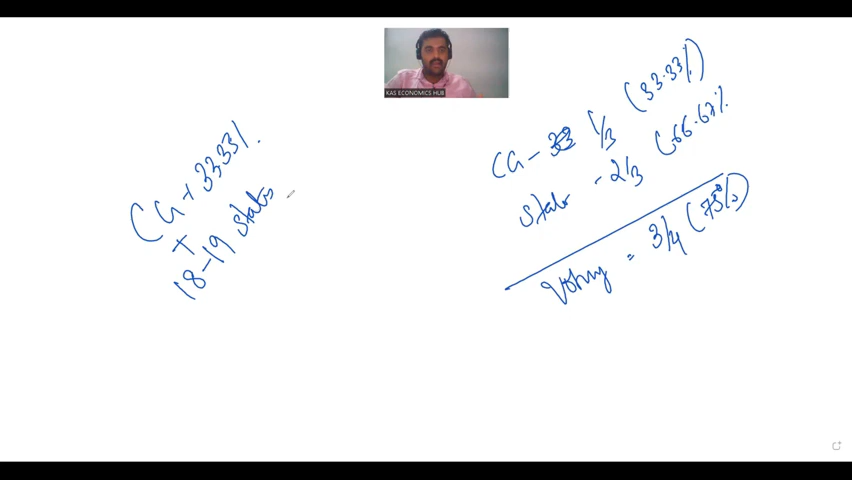 KAS ECONOMICS HUB
CG + 33.33%.
+
18-19 states
CG - 1/3 (33.33%)
State - 2/3 (66.67%
Voting = 3/4 (75%)